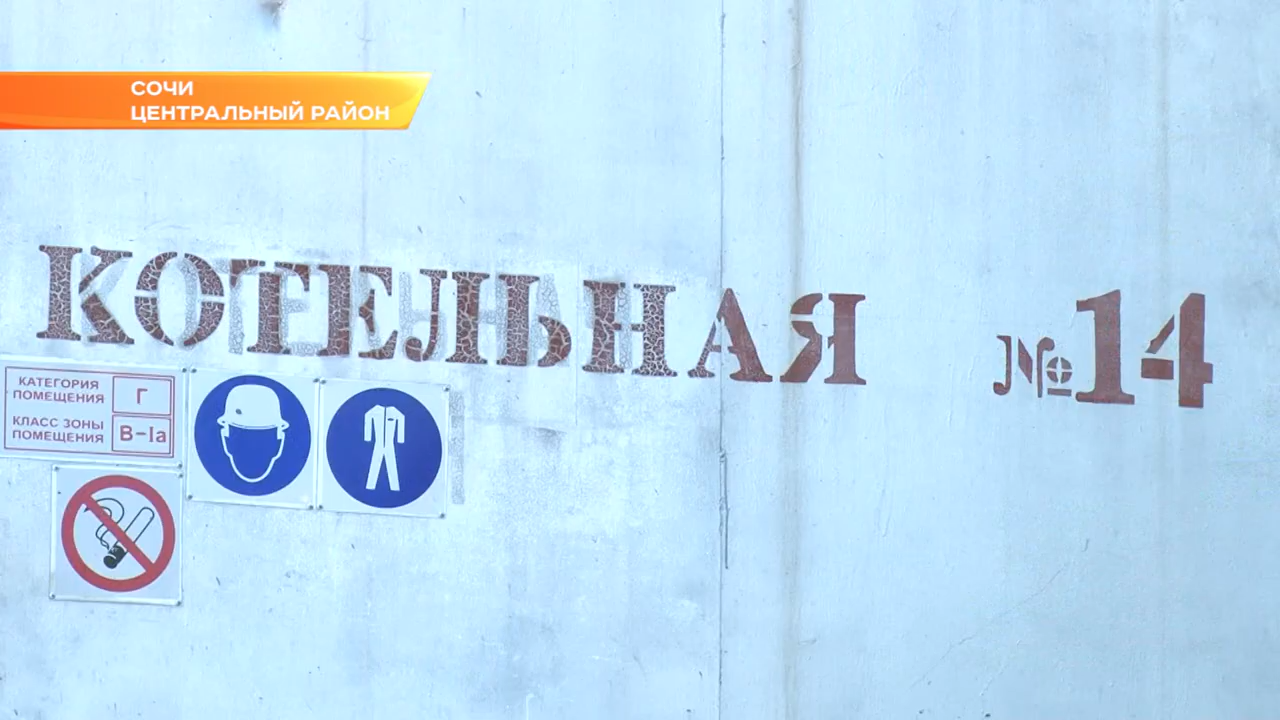 СОЧИ
ЦЕНТРАЛЬНЫЙ РАЙОН
КОТЕЛЬНАЯ №14
КАТЕГОРИЯ ПОМЕЩЕНИЯ Г
КЛАСС ЗОНЫ ПОМЕЩЕНИЯ В-Iа